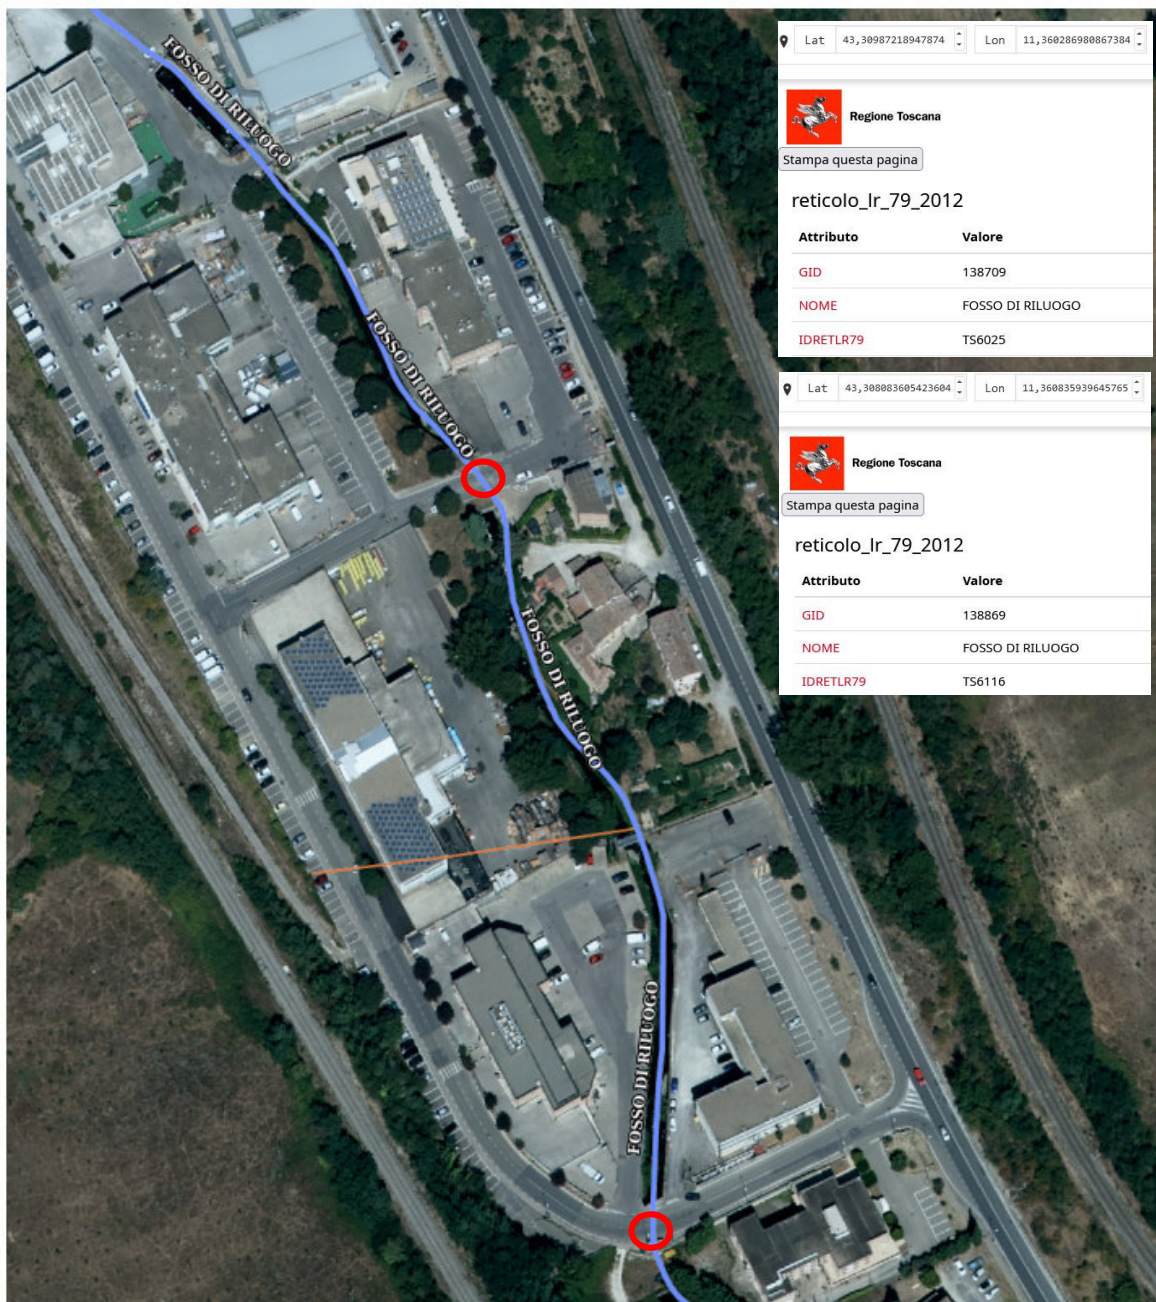 Lat 43,30987218947874 Lon 11,360286980867384
Regione Toscana
Stampa questa pagina
reticolo_lr_79_2012
Attributo Valore
GID 138709
NOME FOSSO DI RILUOGO
IDRETLR79 TS6025
Lat 43,308083605423604 Lon 11,360835939645765
Regione Toscana
Stampa questa pagina
reticolo_lr_79_2012
Attributo Valore
GID 138869
NOME FOSSO DI RILUOGO
IDRETLR79 TS6116
FOSSO DI RILUOGO
FOSSO DI RILUOGO
FOSSO DI RILUOGO
FOSSO DI RILUOGO